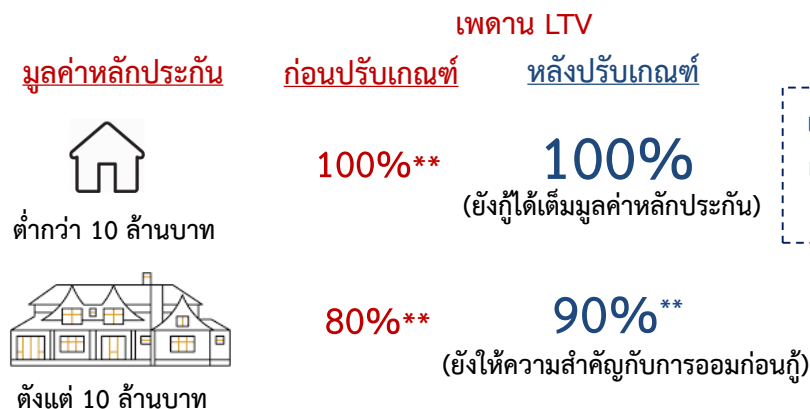 เพดาน LTV
มูลค่าหลักประกัน ก่อนปรับเกณฑ์ หลังปรับเกณฑ์
100%** 100%
(ยังกู้ได้เต็มมูลค่าหลักประกัน)
ต่ำกว่า 10 ล้านบาท
80%** 90%**
(ยังให้ความสำคัญกับการออมก่อนกู้)
ตั้งแต่ 10 ล้านบาท